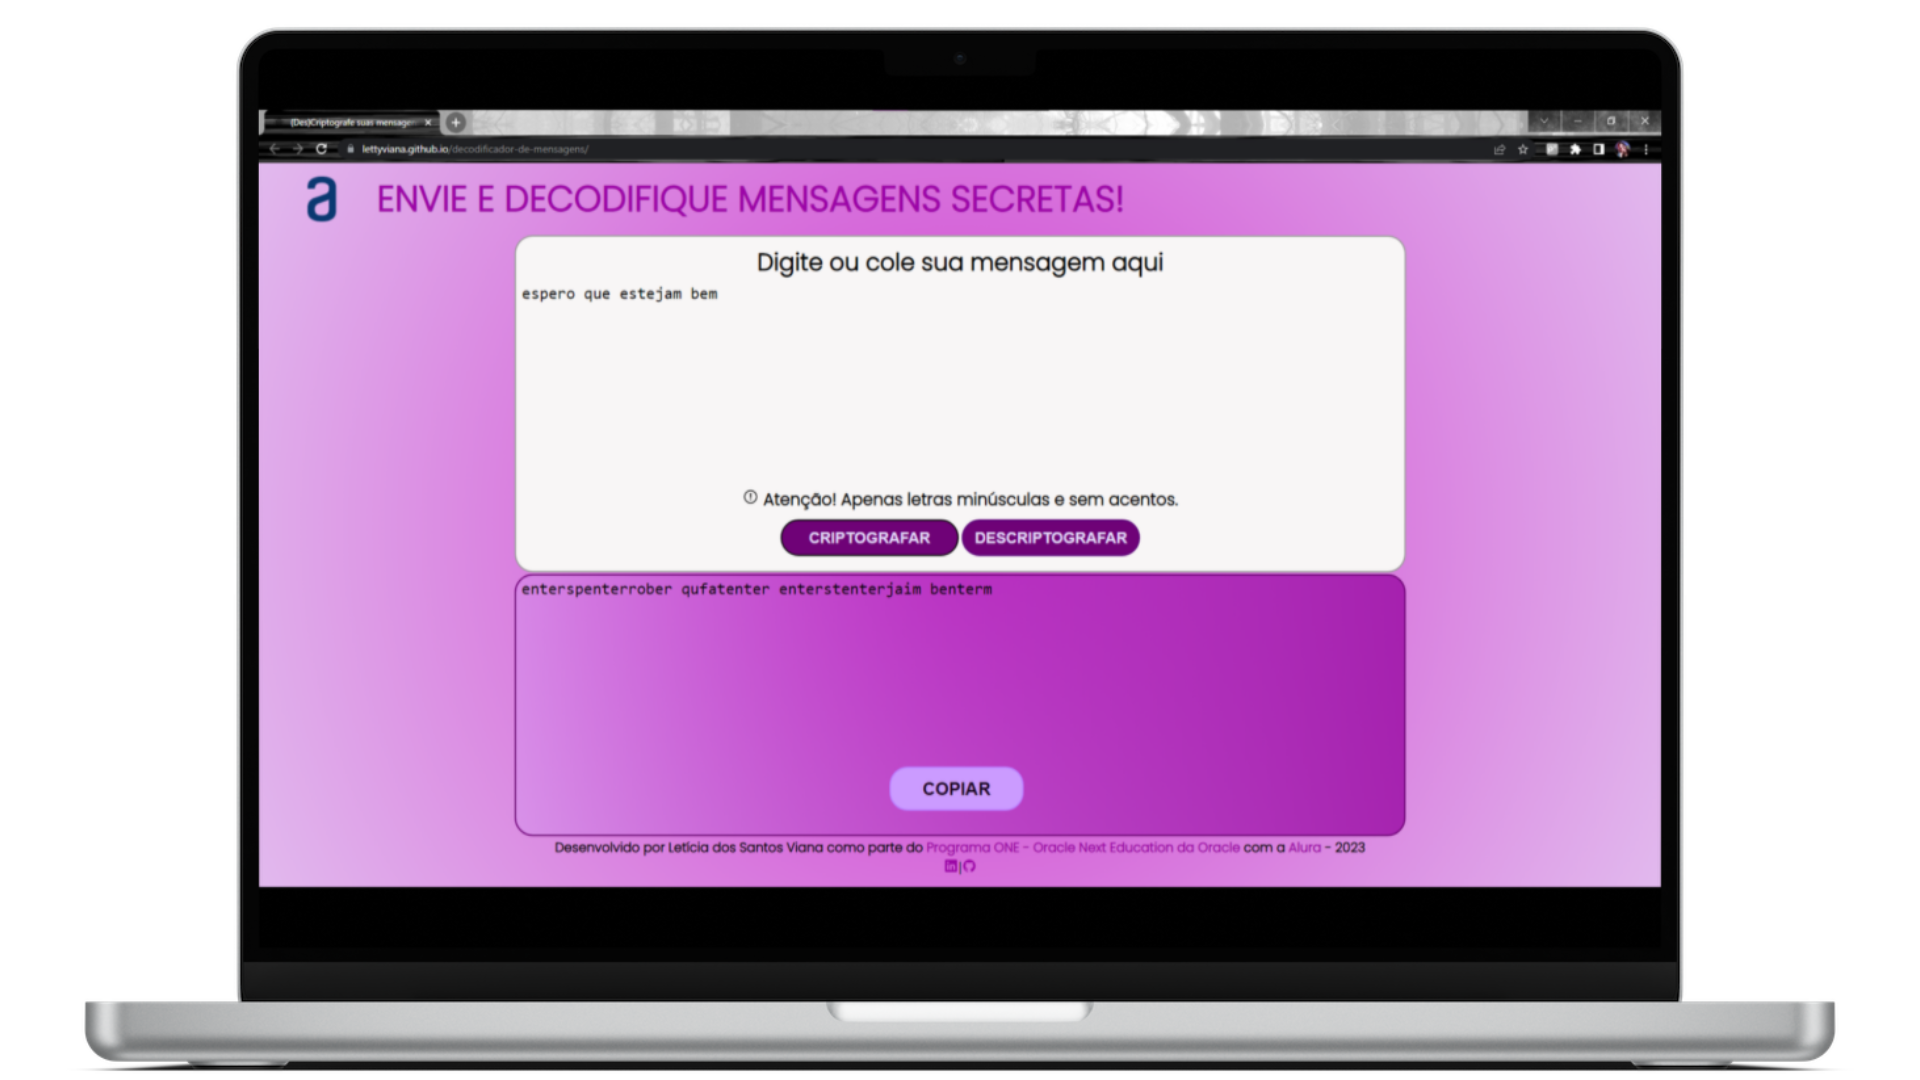 (Des)Criptografe suas mensage
lettyviana.github.io/decodificador-de-mensagens/
a ENVIE E DECODIFIQUE MENSAGENS SECRETAS!
Digite ou cole sua mensagem aqui
espero que estejam bem
Atenção! Apenas letras minúsculas e sem acentos.
CRIPTOGRAFAR DESCRIPTOGRAFAR
enterspenterrober qufatenter enterstenterjaim benterm
COPIAR
Desenvolvido por Letícia dos Santos Viana como parte do Programa ONE - Oracle Next Education da Oracle com a Alura - 2023
in|